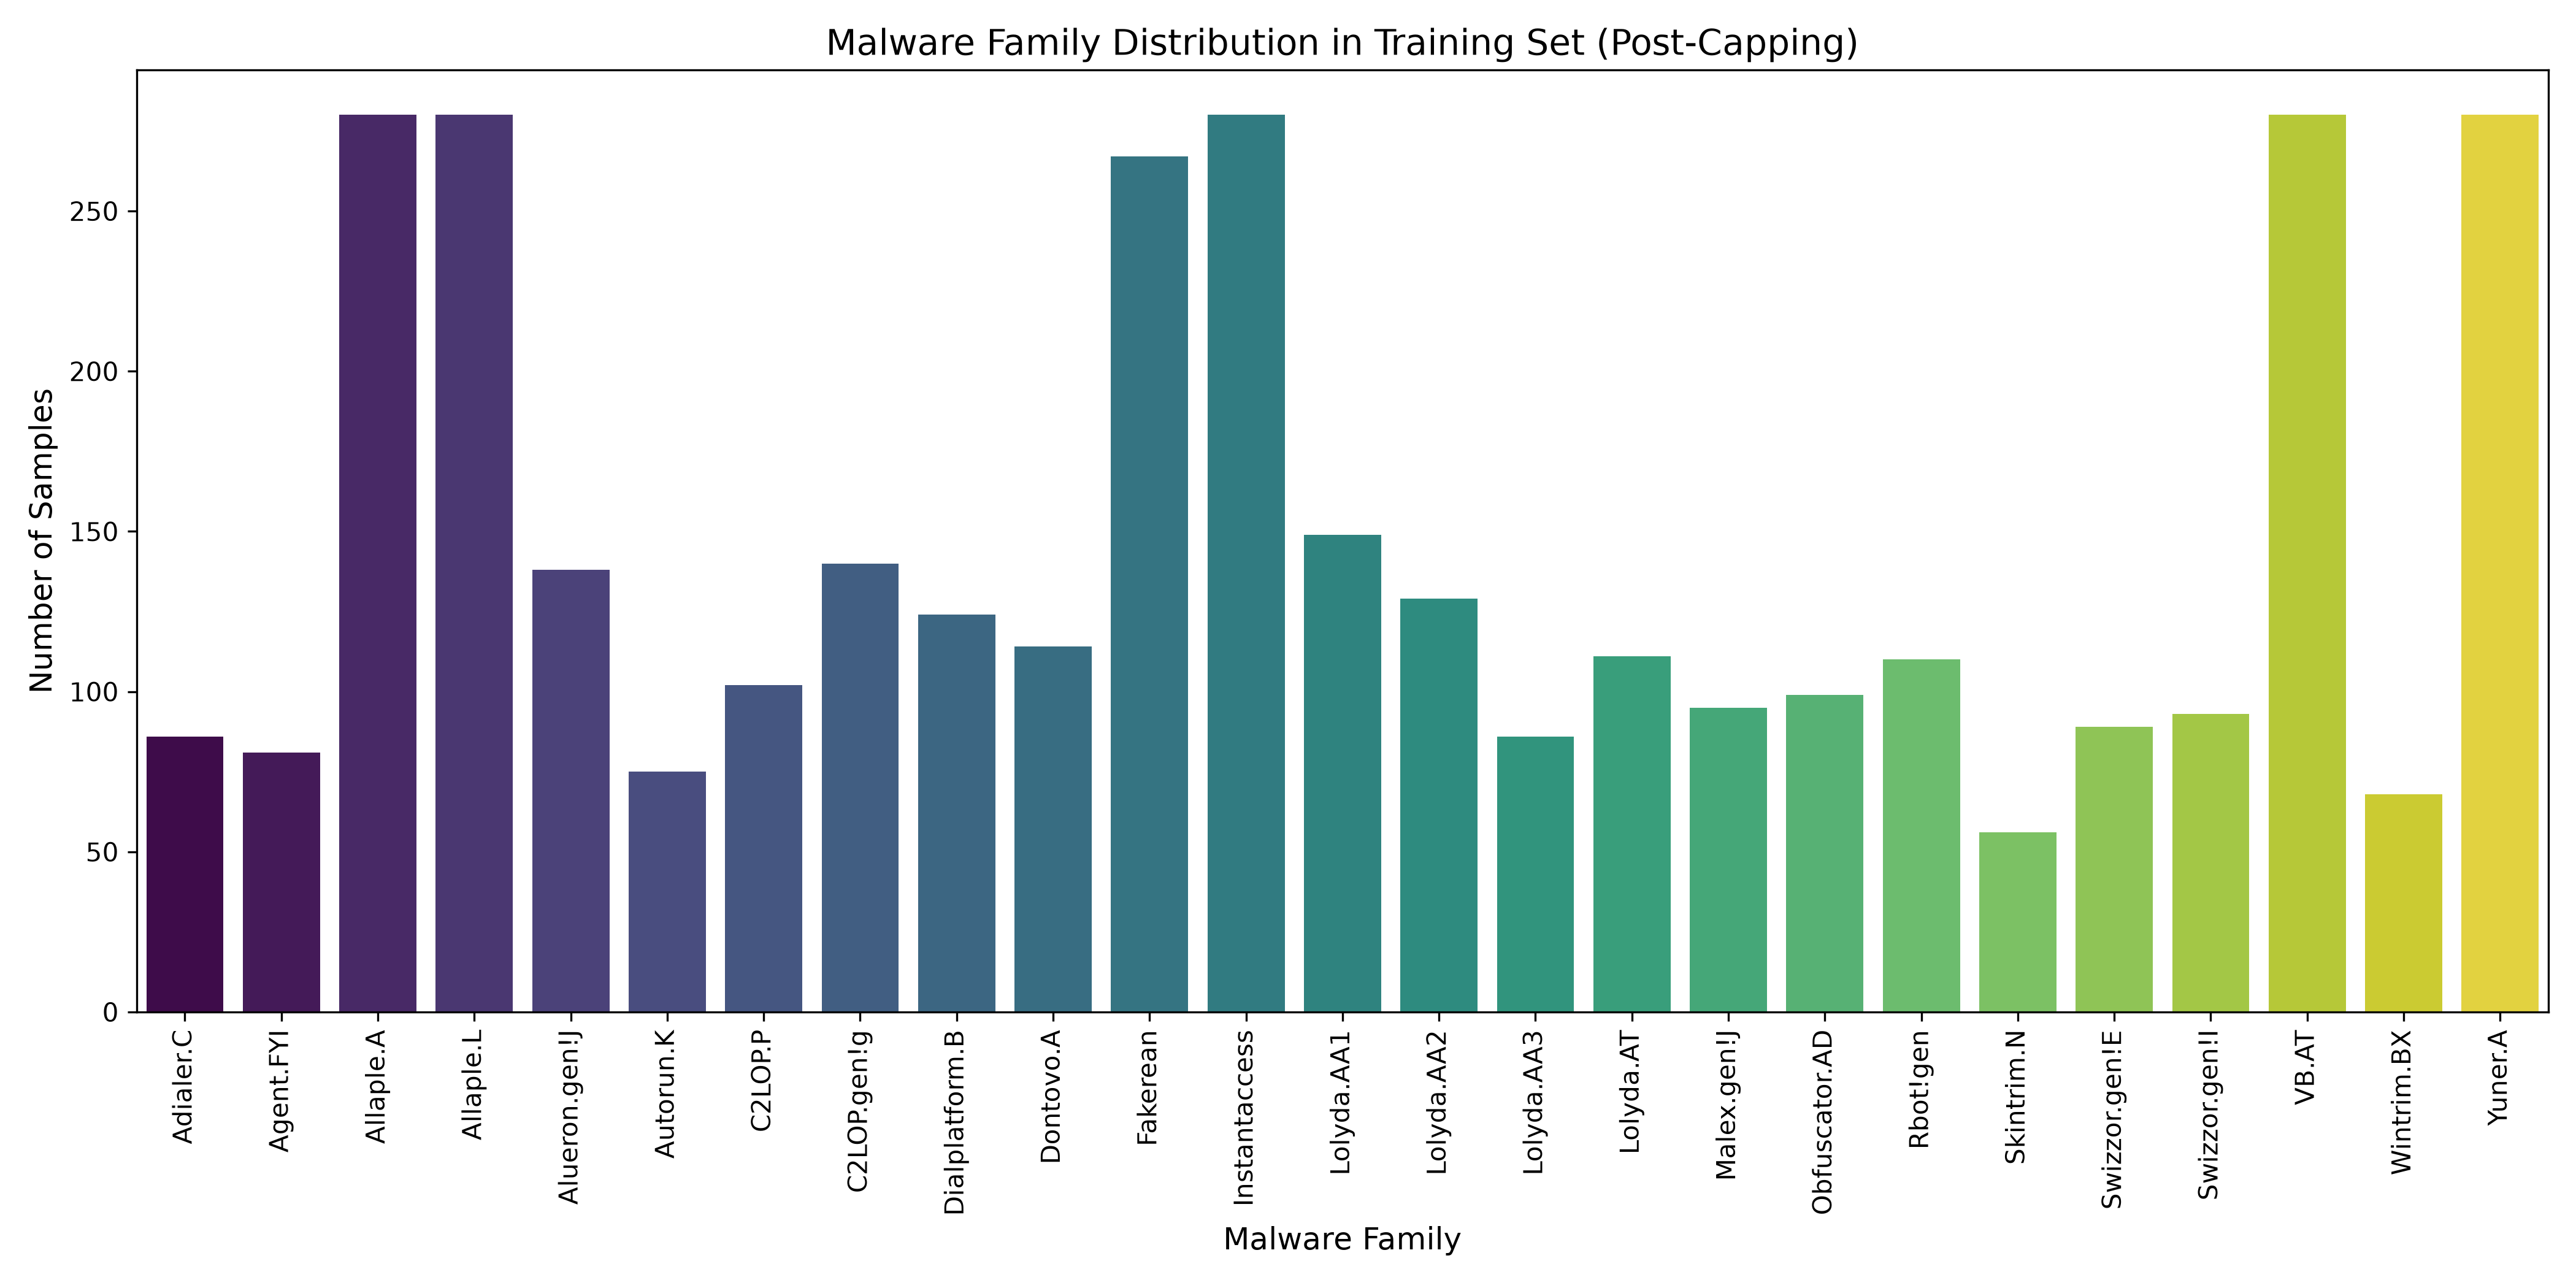 Malware Family Distribution in Training Set (Post-Capping)
Number of Samples
250
200
150
100
50
0
Adialer.C
Agent.FYI
Allaple.A
Allaple.L
Alueron.gen!J
Autorun.K
C2LOP.P
C2LOP.gen!g
Dialplatform.B
Dontovo.A
Fakerean
Instantaccess
Lolyda.AA1
Lolyda.AA2
Lolyda.AA3
Lolyda.AT
Malex.gen!J
Obfuscator.AD
Rbot!gen
Skintrim.N
Swizzor.gen!E
Swizzor.gen!I
VB.AT
Wintrim.BX
Yuner.A
Malware Family